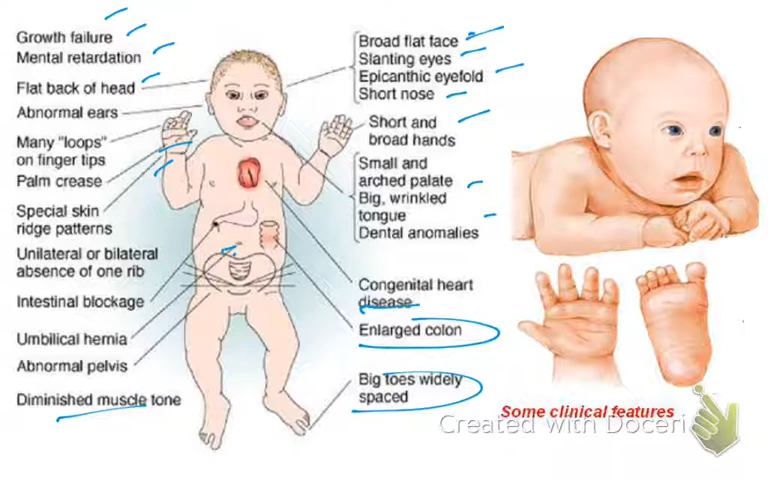 Growth failure
Mental retardation
Flat back of head
Abnormal ears
Many "loops"
on finger tips
Palm crease
Special skin
ridge patterns
Unilateral or bilateral
absence of one rib
Intestinal blockage
Umbilical hernia
Abnormal pelvis
Diminished muscle tone
Broad flat face
Slanting eyes
Epicanthic eyefold
Short nose
Short and
broad hands
Small and
arched palate
Big, wrinkled
tongue
Dental anomalies
Congenital heart
disease
Enlarged colon
Big toes widely
spaced
Some clinical features
Created with Doceri